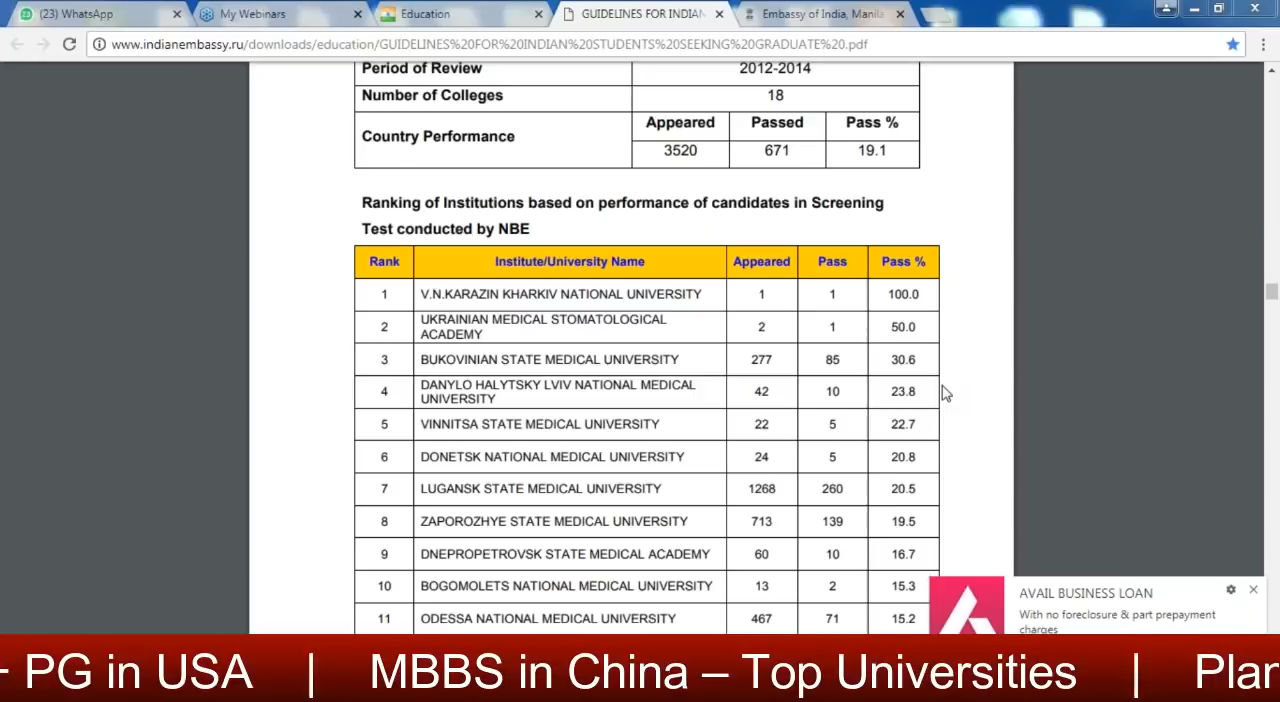 (23) WhatsApp
My Webinars
Education
GUIDELINES FOR INDIAN
Embassy of India, Manila
www.indianembassy.ru/downloads/education/GUIDELINES%20FOR%20INDIAN%20STUDENTS%20SEEKING%20GRADUATE%20.pdf
Period of Review 2012-2014
Number of Colleges 18
Country Performance
Appeared Passed Pass %
3520 671 19.1
Ranking of Institutions based on performance of candidates in Screening
Test conducted by NBE
Rank Institute/University Name Appeared Pass Pass %
1 V.N.KARAZIN KHARKIV NATIONAL UNIVERSITY 1 1 100.0
2 UKRAINIAN MEDICAL STOMATOLOGICAL
ACADEMY 2 1 50.0
3 BUKOVINIAN STATE MEDICAL UNIVERSITY 277 85 30.6
4 DANYLO HALYTSKY LVIV NATIONAL MEDICAL
UNIVERSITY 42 10 23.8
5 VINNITSA STATE MEDICAL UNIVERSITY 22 5 22.7
6 DONETSK NATIONAL MEDICAL UNIVERSITY 24 5 20.8
7 LUGANSK STATE MEDICAL UNIVERSITY 1268 260 20.5
8 ZAPOROZHYE STATE MEDICAL UNIVERSITY 713 139 19.5
9 DNEPROPETROVSK STATE MEDICAL ACADEMY 60 10 16.7
10 BOGOMOLETS NATIONAL MEDICAL UNIVERSITY 13 2 15.3
11 ODESSA NATIONAL MEDICAL UNIVERSITY 467 71 15.2
AVAIL BUSINESS LOAN
With no foreclosure & part prepayment
charges
PG in USA | MBBS in China – Top Universities |